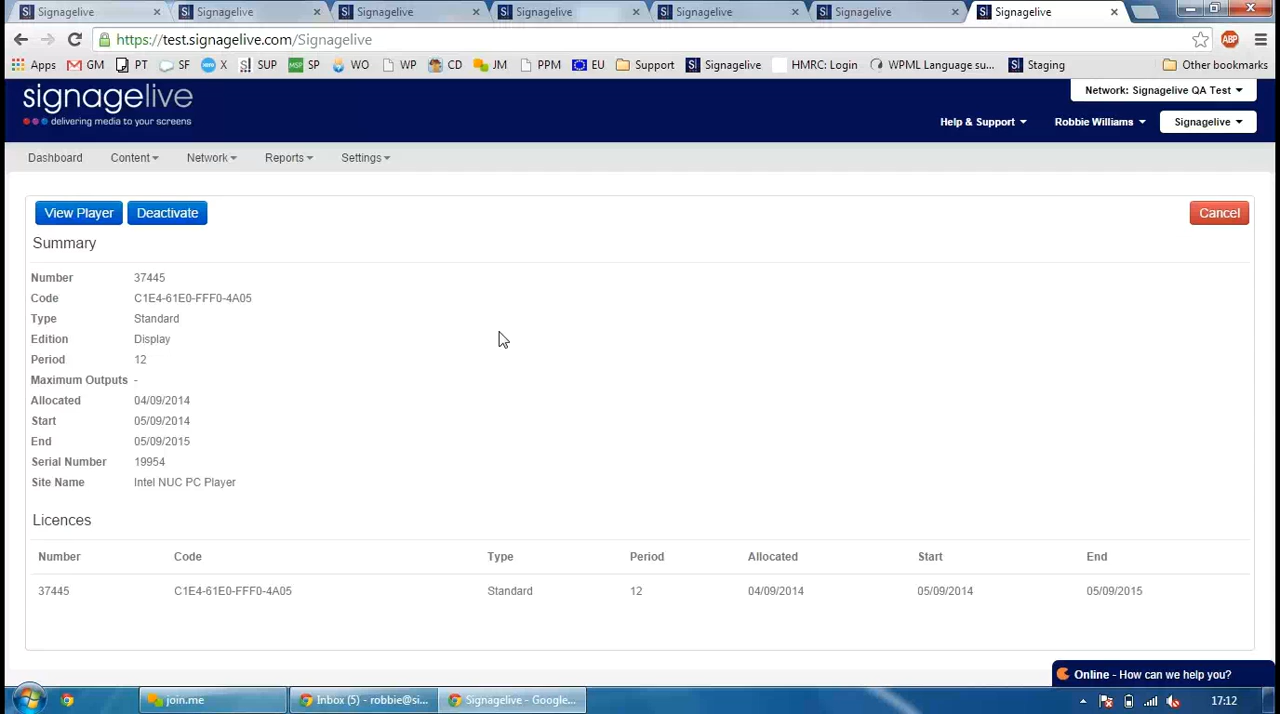 Signagelive Signagelive Signagelive Signagelive Signagelive Signagelive Signagelive
https://test.signagelive.com/Signagelive ABP
Apps GM PT SF X SUP SP WO WP CD JM PPM EU Support Signagelive HMRC: Login WPML Language su... Staging Other bookmarks
signagelive
delivering media to your screens
Network: Signagelive QA Test
Help & Support Robbie Williams Signagelive
Dashboard Content Network Reports Settings
View Player Deactivate Cancel
Summary
Number 37445
Code C1E4-61E0-FFF0-4A05
Type Standard
Edition Display
Period 12
Maximum Outputs -
Allocated 04/09/2014
Start 05/09/2014
End 05/09/2015
Serial Number 19954
Site Name Intel NUC PC Player
Licences
Number Code Type Period Allocated Start End
37445 C1E4-61E0-FFF0-4A05 Standard 12 04/09/2014 05/09/2014 05/09/2015
Online - How can we help you?
join.me Inbox (5) - robbie@si... Signagelive - Google... 17:12